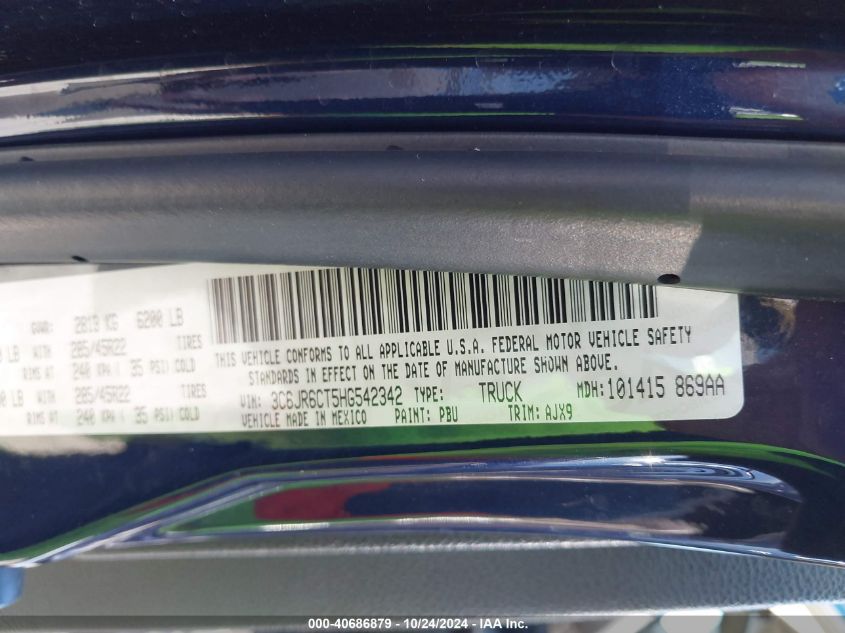 GVWR: 2813 KG 6200 LB
LB WITH 285/45R22 TIRES
RIMS AT 240 KPA ( 35 PSI) COLD
LB WITH 285/45R22 TIRES
RIMS AT 240 KPA ( 35 PSI) COLD
THIS VEHICLE CONFORMS TO ALL APPLICABLE U.S.A. FEDERAL MOTOR VEHICLE SAFETY
STANDARDS IN EFFECT ON THE DATE OF MANUFACTURE SHOWN ABOVE.
VIN: 3C6JR6CT5HG542342 TYPE: TRUCK MDH:101415 869AA
VEHICLE MADE IN MEXICO PAINT: PBU TRIM: AJX9
000-40686879 - 10/24/2024 - IAA Inc.